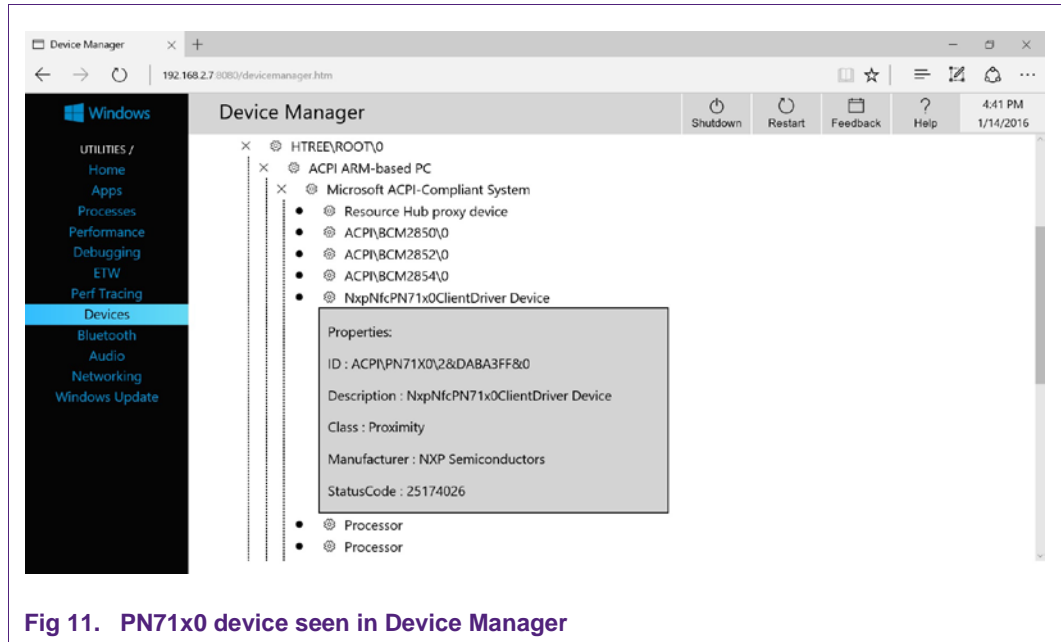 Device Manager
192.168.2.7:8080/devicemanager.htm
Windows
Device Manager
Shutdown
Restart
Feedback
Help
4:41 PM
1/14/2016
UTILITIES /
Home
Apps
Processes
Performance
Debugging
ETW
Perf Tracing
Devices
Bluetooth
Audio
Networking
Windows Update
HTREE\ROOT\0
ACPI ARM-based PC
Microsoft ACPI-Compliant System
Resource Hub proxy device
ACPI\BCM2850\0
ACPI\BCM2852\0
ACPI\BCM2854\0
NxpNfcPN71x0ClientDriver Device
Properties:
ID : ACPI\PN71X0\2&DABA3FF&0
Description : NxpNfcPN71x0ClientDriver Device
Class : Proximity
Manufacturer : NXP Semiconductors
StatusCode : 25174026
Processor
Processor
Fig 11. PN71x0 device seen in Device Manager